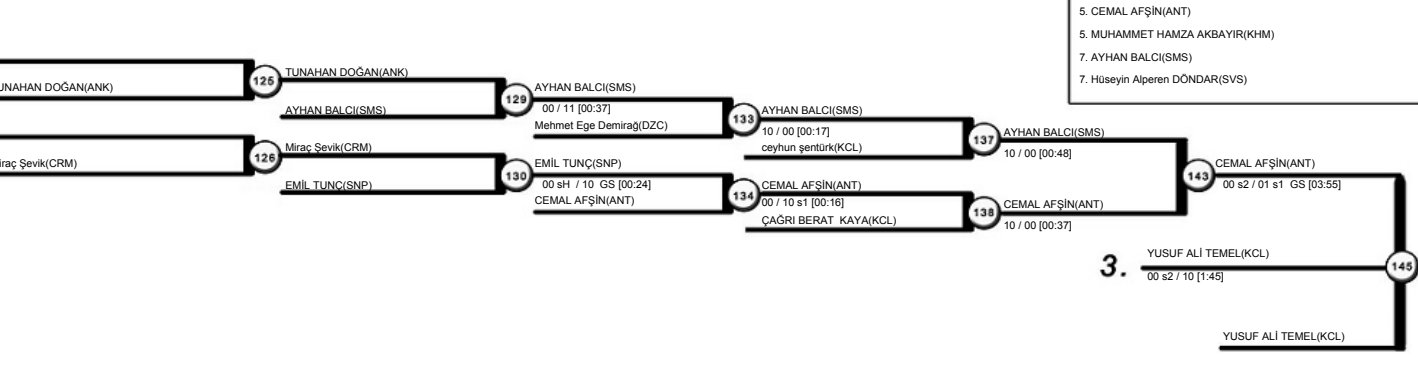 5. CEMAL AFŞİN(ANT)
5. MUHAMMET HAMZA AKBAYIR(KHM)
7. AYHAN BALCI(SMS)
7. Hüseyin Alperen DÖNDAR(SVS)
UNAHAN DOĞAN(ANK)
125
TUNAHAN DOĞAN(ANK)
AYHAN BALCI(SMS)
129
AYHAN BALCI(SMS)
00 / 11 [00:37]
Mehmet Ege Demirağ(DZC)
133
AYHAN BALCI(SMS)
10 / 00 [00:17]
ceyhun şentürk(KCL)
137
AYHAN BALCI(SMS)
10 / 00 [00:48]
iraç Şevik(CRM)
126
Miraç Şevik(CRM)
EMİL TUNÇ(SNP)
130
EMİL TUNÇ(SNP)
00 sH / 10 GS [00:24]
CEMAL AFŞİN(ANT)
134
CEMAL AFŞİN(ANT)
00 / 10 s1 [00:16]
ÇAĞRI BERAT KAYA(KCL)
138
CEMAL AFŞİN(ANT)
10 / 00 [00:37]
143
CEMAL AFŞİN(ANT)
00 s2 / 01 s1 GS [03:55]
3.
YUSUF ALİ TEMEL(KCL)
00 s2 / 10 [1:45]
145
YUSUF ALİ TEMEL(KCL)